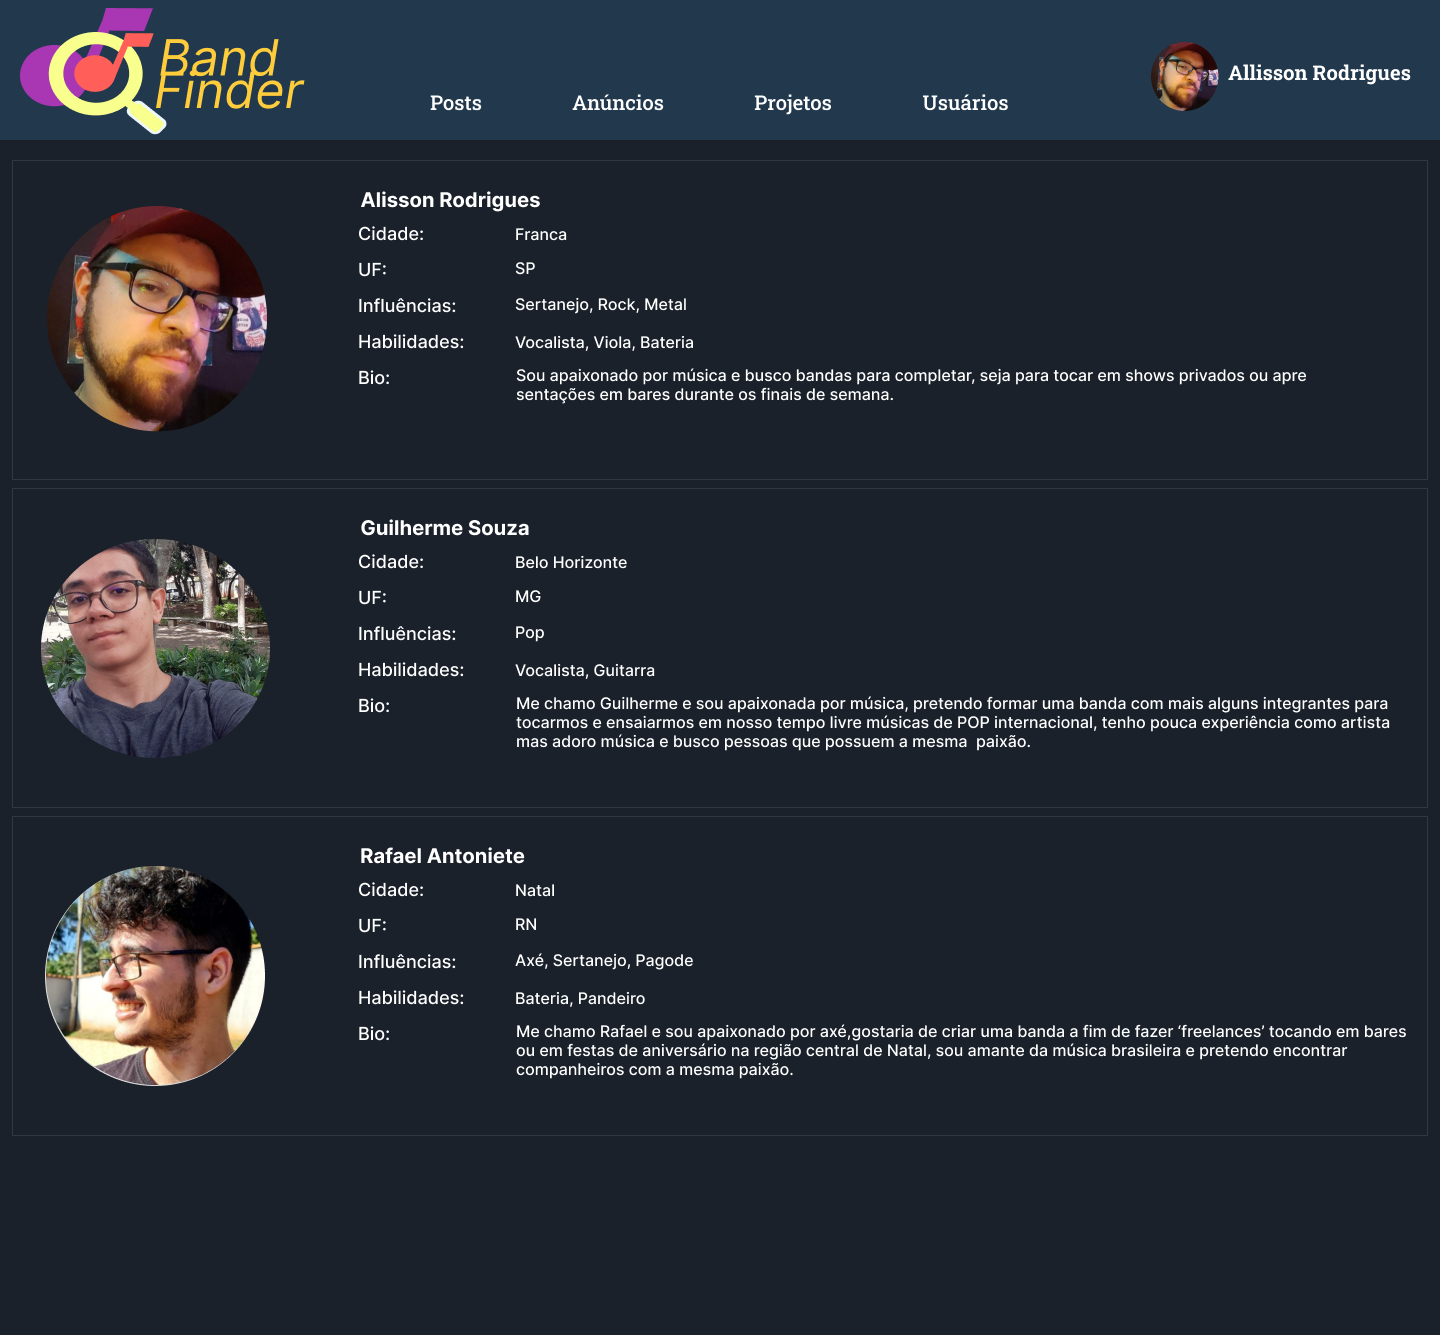 Band
Finder
Posts
Anúncios
Projetos
Usuários
Allisson Rodrigues
Alisson Rodrigues
Cidade: Franca
UF: SP
Influências: Sertanejo, Rock, Metal
Habilidades: Vocalista, Viola, Bateria
Bio: Sou apaixonado por música e busco bandas para completar, seja para tocar em shows privados ou apre
sentações em bares durante os finais de semana.
Guilherme Souza
Cidade: Belo Horizonte
UF: MG
Influências: Pop
Habilidades: Vocalista, Guitarra
Bio: Me chamo Guilherme e sou apaixonada por música, pretendo formar uma banda com mais alguns integrantes para
tocarmos e ensaiarmos em nosso tempo livre músicas de POP internacional, tenho pouca experiência como artista
mas adoro música e busco pessoas que possuem a mesma  paixão.
Rafael Antoniete
Cidade: Natal
UF: RN
Influências: Axé, Sertanejo, Pagode
Habilidades: Bateria, Pandeiro
Bio: Me chamo Rafael e sou apaixonado por axé,gostaria de criar uma banda a fim de fazer ‘freelances’ tocando em bares
ou em festas de aniversário na região central de Natal, sou amante da música brasileira e pretendo encontrar
companheiros com a mesma paixão.